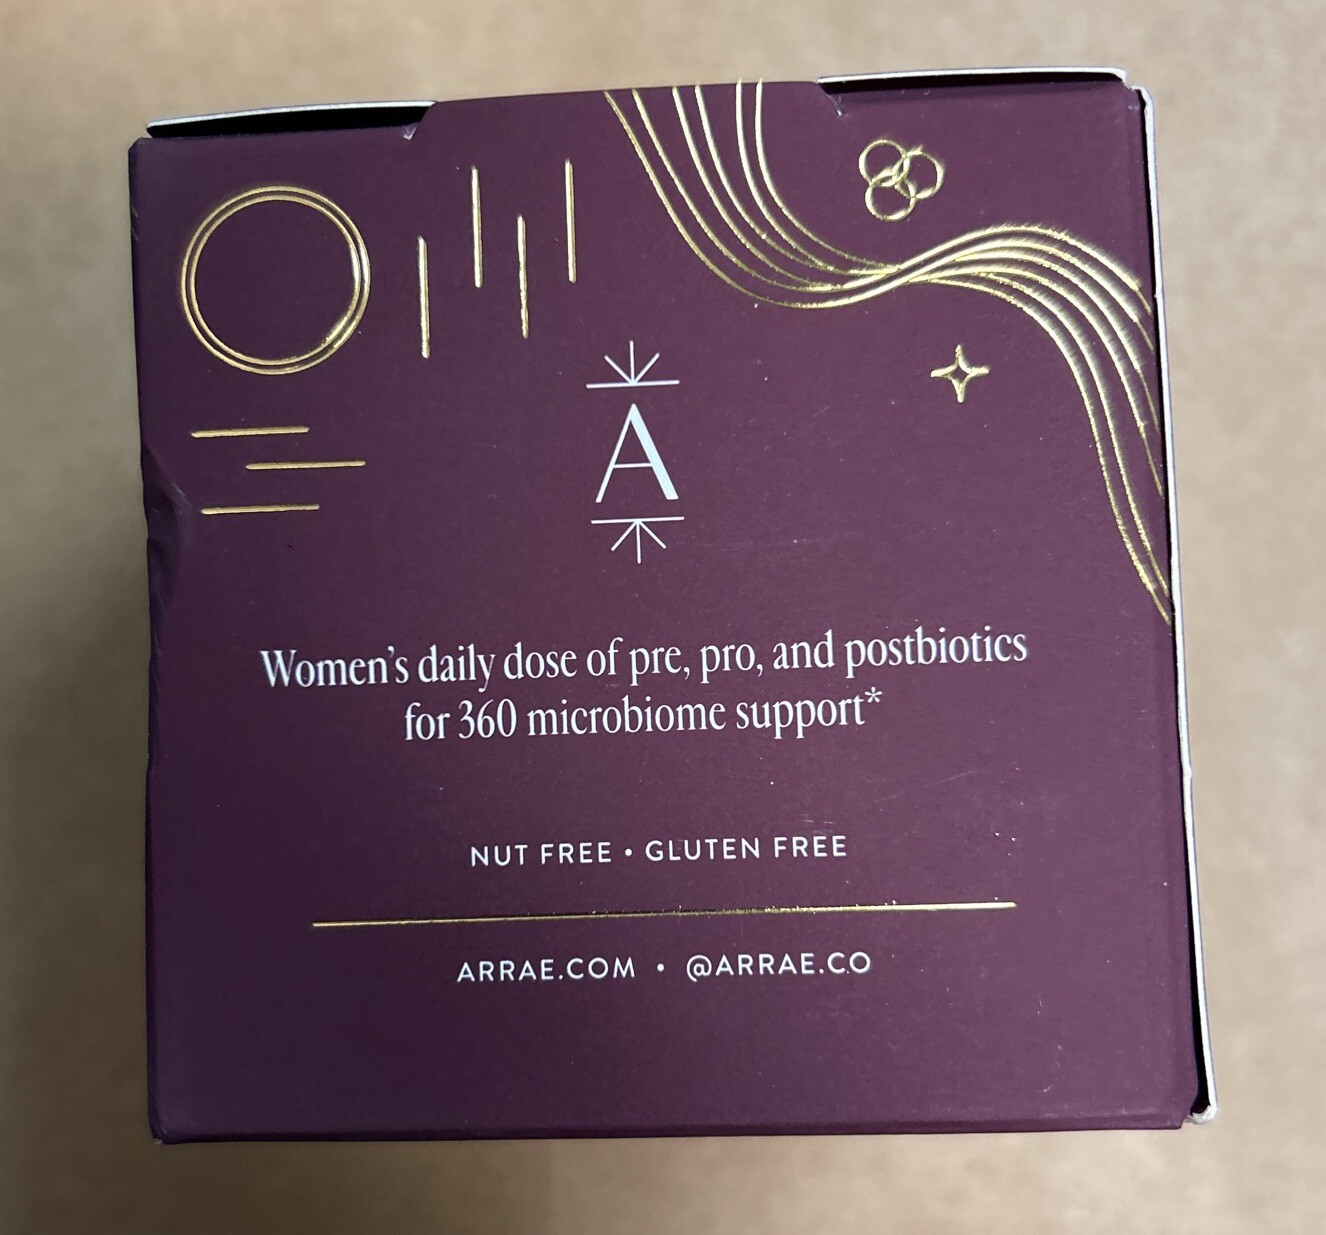 A
Women's daily dose of pre, pro, and postbiotics
for 360 microbiome support*
NUT FREE • GLUTEN FREE
ARRAE.COM • @ARRAE.CO